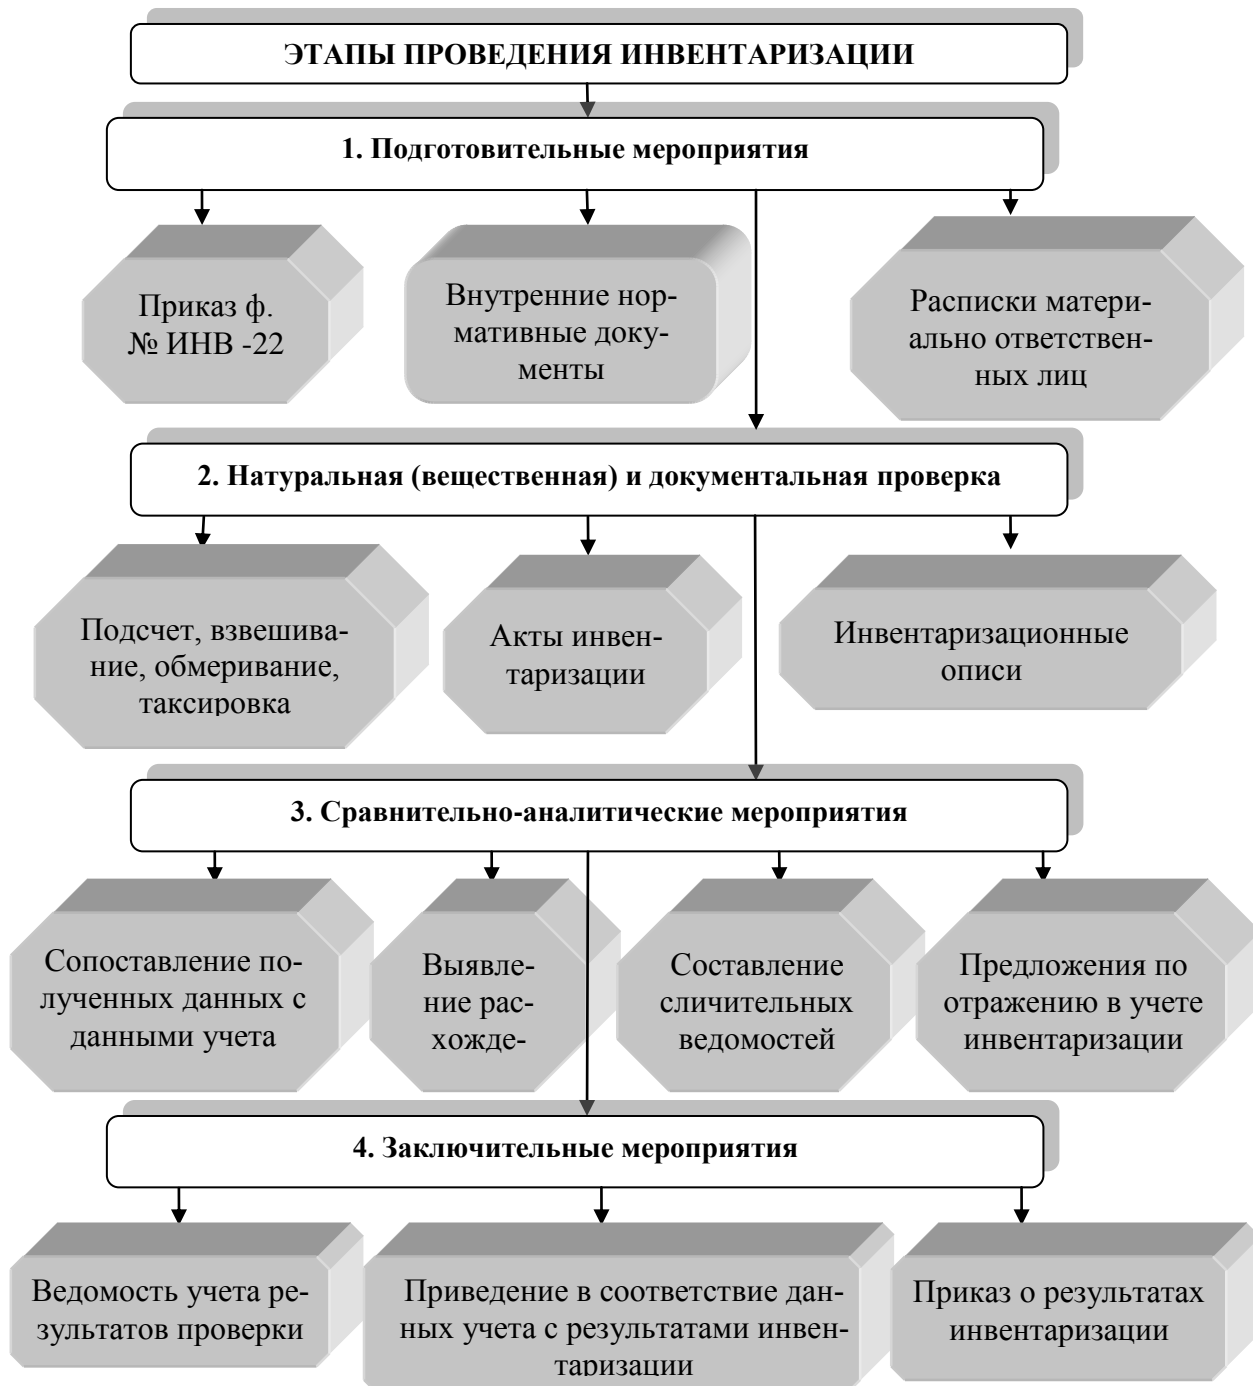 ЭТАПЫ ПРОВЕДЕНИЯ ИНВЕНТАРИЗАЦИИ
1. Подготовительные мероприятия
Приказ ф.
№ ИНВ -22
Внутренние нор-
мативные доку-
менты
Расписки матери-
ально ответствен-
ных лиц
2. Натуральная (вещественная) и документальная проверка
Подсчет, взвешива-
ние, обмеривание,
таксировка
Акты инвен-
таризации
Инвентаризационные
описи
3. Сравнительно-аналитические мероприятия
Сопоставление по-
лученных данных с
данными учета
Выявле-
ние рас-
хожде-
Составление
сличительных
ведомостей
Предложения по
отражению в учете
инвентаризации
4. Заключительные мероприятия
Ведомость учета ре-
зультатов проверки
Приведение в соответствие дан-
ных учета с результатами инвен-
таризации
Приказ о результатах
инвентаризации